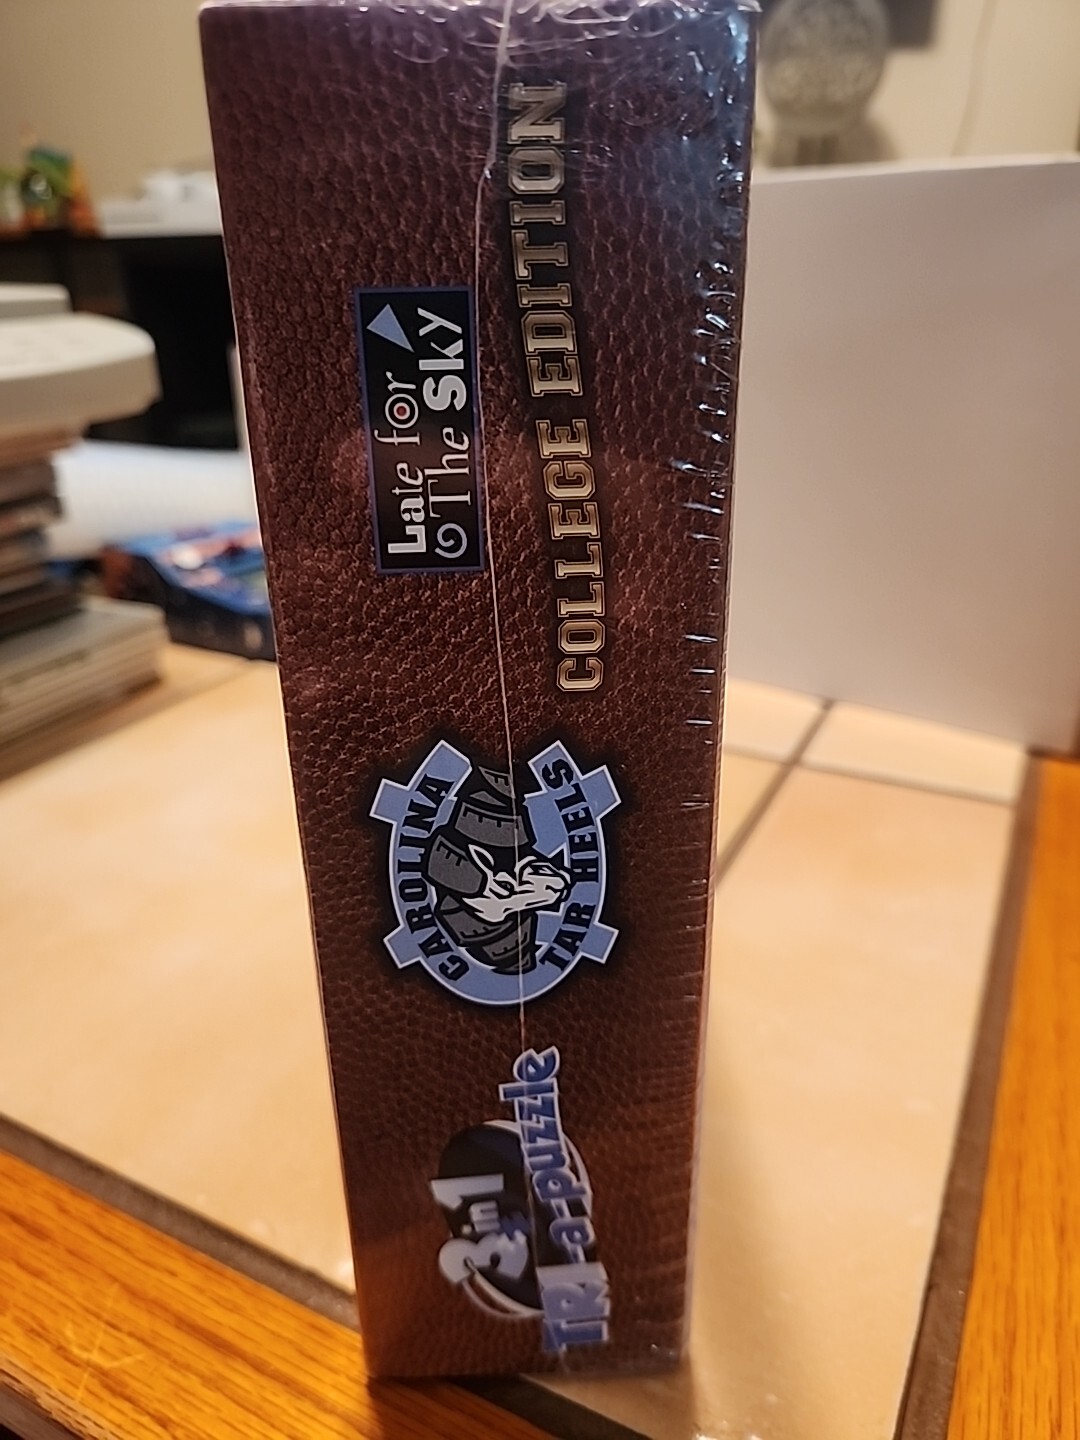 3 in 1
TRI-a-puzzle
CAROLINA
TAR HEELS
Late for
The Sky
COLLEGE EDITION